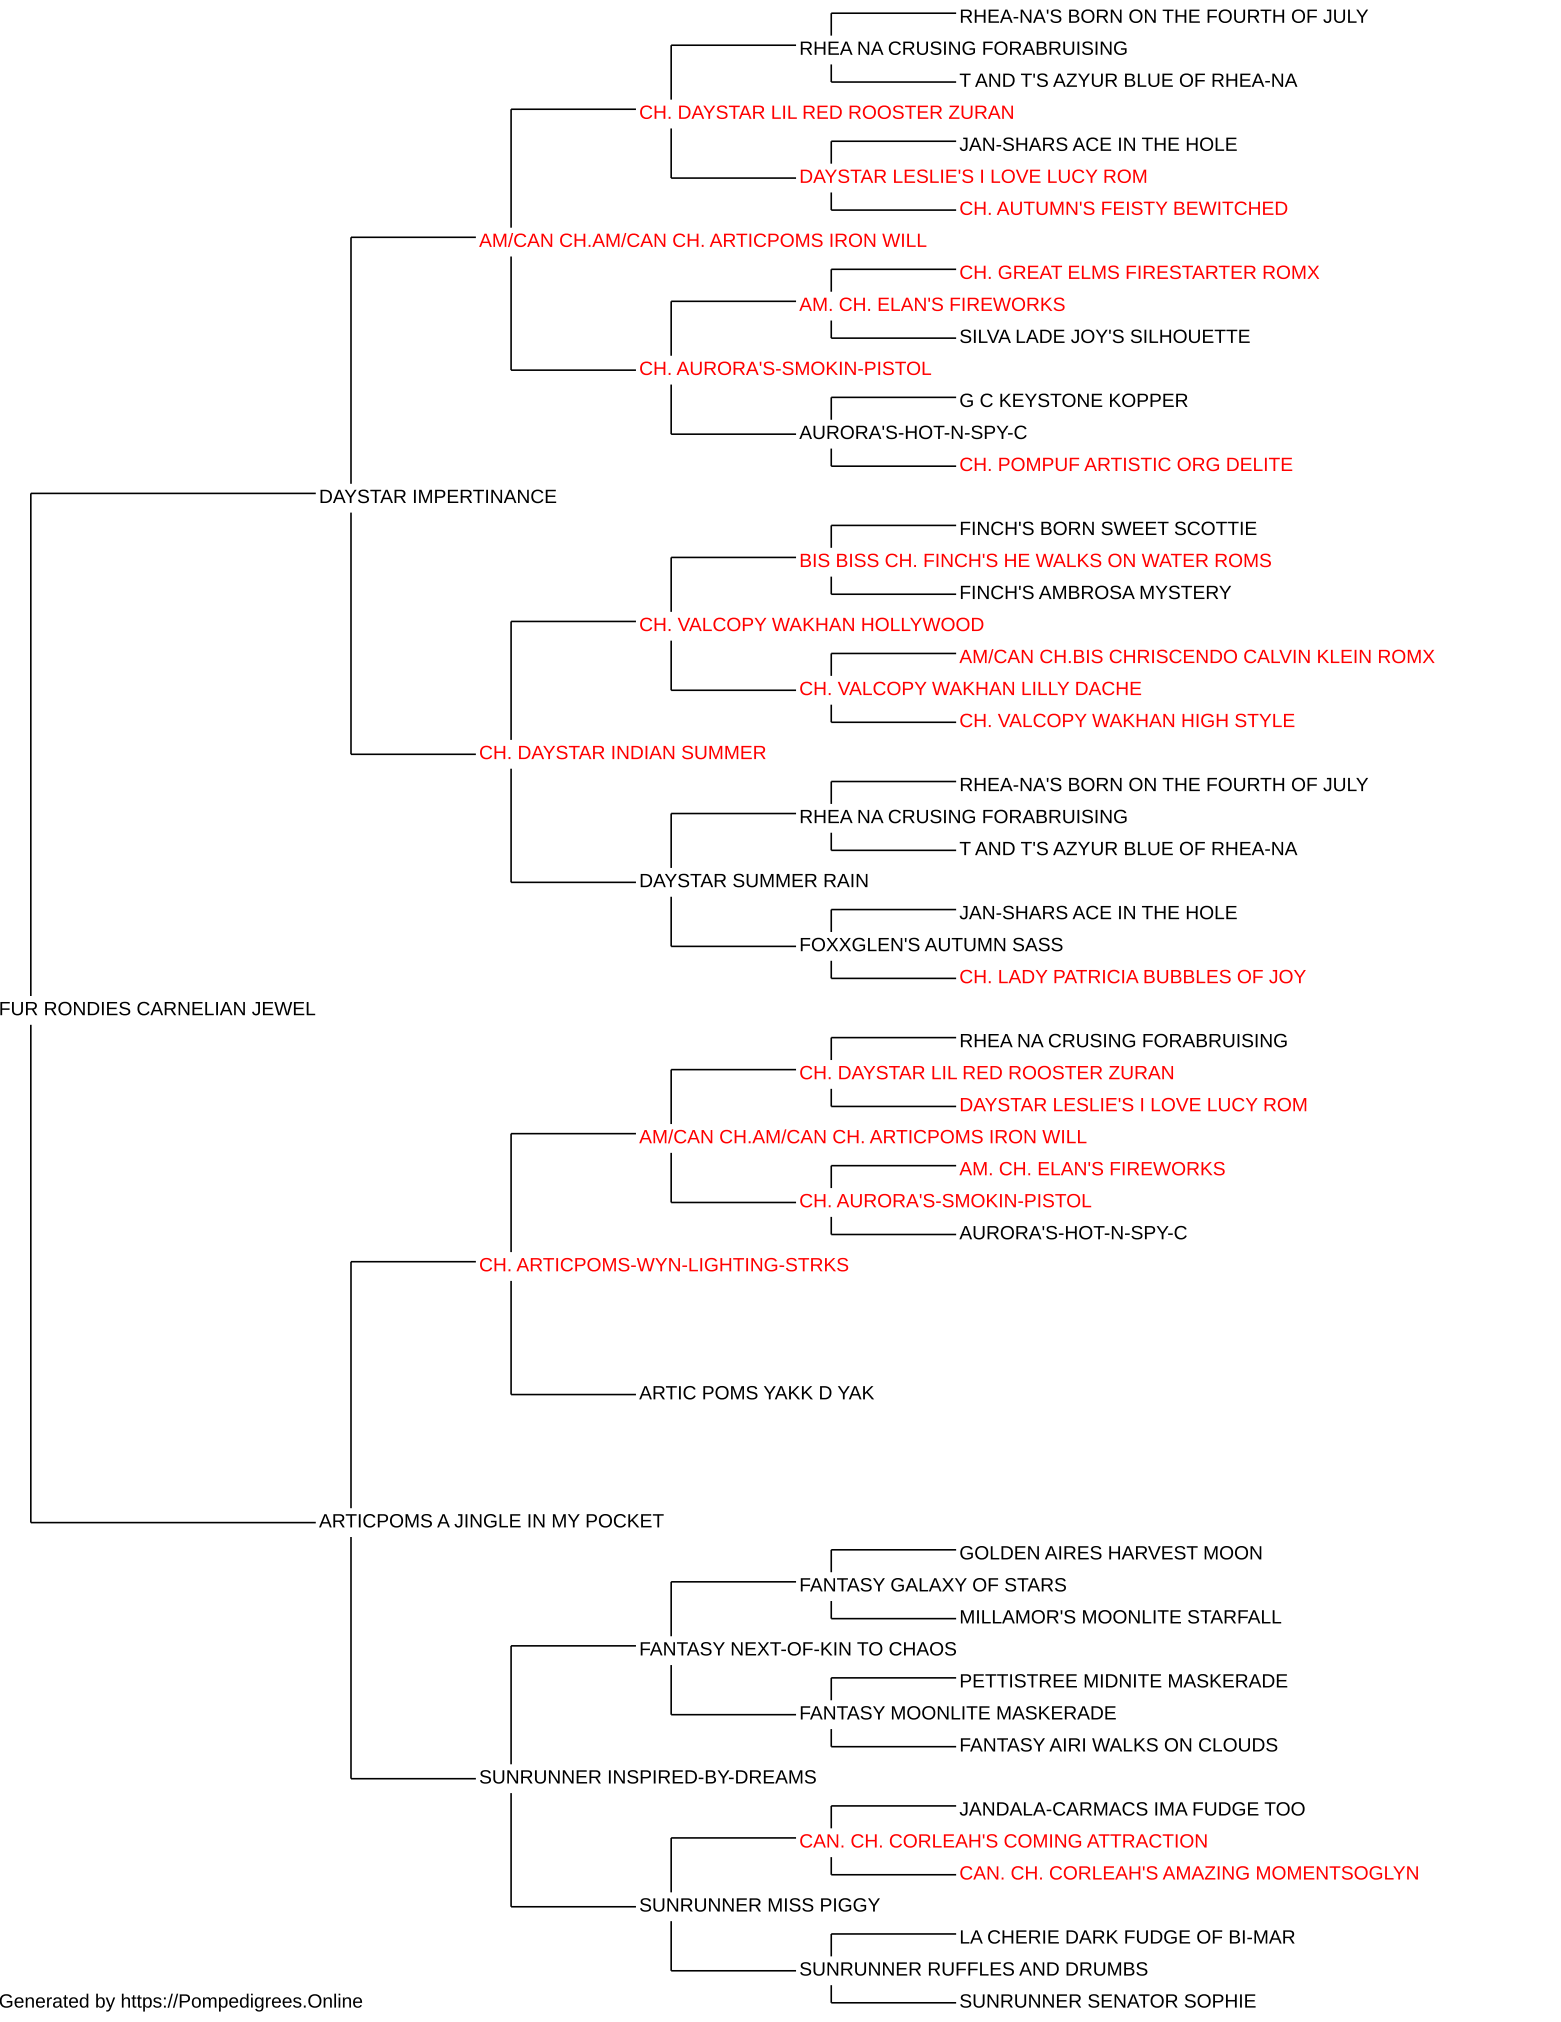 RHEA-NA'S BORN ON THE FOURTH OF JULY
RHEA NA CRUSING FORABRUISING
T AND T'S AZYUR BLUE OF RHEA-NA
CH. DAYSTAR LIL RED ROOSTER ZURAN
JAN-SHARS ACE IN THE HOLE
DAYSTAR LESLIE'S I LOVE LUCY ROM
CH. AUTUMN'S FEISTY BEWITCHED
AM/CAN CH.AM/CAN CH. ARTICPOMS IRON WILL
CH. GREAT ELMS FIRESTARTER ROMX
AM. CH. ELAN'S FIREWORKS
SILVA LADE JOY'S SILHOUETTE
CH. AURORA'S-SMOKIN-PISTOL
G C KEYSTONE KOPPER
AURORA'S-HOT-N-SPY-C
CH. POMPUF ARTISTIC ORG DELITE
DAYSTAR IMPERTINANCE
FINCH'S BORN SWEET SCOTTIE
BIS BISS CH. FINCH'S HE WALKS ON WATER ROMS
FINCH'S AMBROSA MYSTERY
CH. VALCOPY WAKHAN HOLLYWOOD
AM/CAN CH.BIS CHRISCENDO CALVIN KLEIN ROMX
CH. VALCOPY WAKHAN LILLY DACHE
CH. VALCOPY WAKHAN HIGH STYLE
CH. DAYSTAR INDIAN SUMMER
RHEA-NA'S BORN ON THE FOURTH OF JULY
RHEA NA CRUSING FORABRUISING
T AND T'S AZYUR BLUE OF RHEA-NA
DAYSTAR SUMMER RAIN
JAN-SHARS ACE IN THE HOLE
FOXXGLEN'S AUTUMN SASS
CH. LADY PATRICIA BUBBLES OF JOY
FUR RONDIES CARNELIAN JEWEL
RHEA NA CRUSING FORABRUISING
CH. DAYSTAR LIL RED ROOSTER ZURAN
DAYSTAR LESLIE'S I LOVE LUCY ROM
AM/CAN CH.AM/CAN CH. ARTICPOMS IRON WILL
AM. CH. ELAN'S FIREWORKS
CH. AURORA'S-SMOKIN-PISTOL
AURORA'S-HOT-N-SPY-C
CH. ARTICPOMS-WYN-LIGHTING-STRKS
ARTIC POMS YAKK D YAK
ARTICPOMS A JINGLE IN MY POCKET
GOLDEN AIRES HARVEST MOON
FANTASY GALAXY OF STARS
MILLAMOR'S MOONLITE STARFALL
FANTASY NEXT-OF-KIN TO CHAOS
PETTISTREE MIDNITE MASKERADE
FANTASY MOONLITE MASKERADE
FANTASY AIRI WALKS ON CLOUDS
SUNRUNNER INSPIRED-BY-DREAMS
JANDALA-CARMACS IMA FUDGE TOO
CAN. CH. CORLEAH'S COMING ATTRACTION
CAN. CH. CORLEAH'S AMAZING MOMENTSOGLYN
SUNRUNNER MISS PIGGY
LA CHERIE DARK FUDGE OF BI-MAR
SUNRUNNER RUFFLES AND DRUMBS
SUNRUNNER SENATOR SOPHIE
Generated by https://Pompedigrees.Online